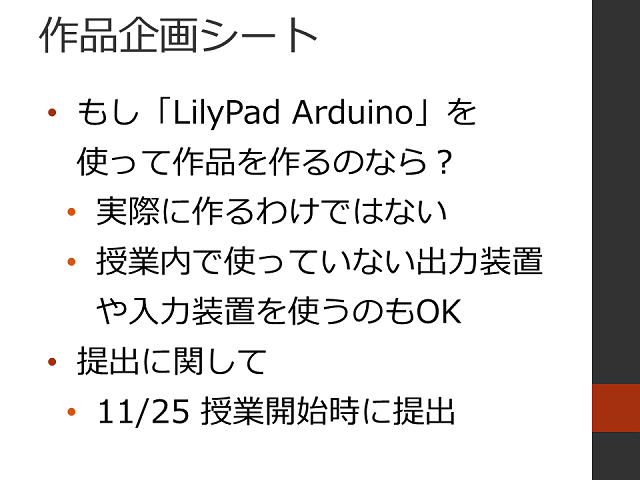 作品企画シート
• もし「LilyPad Arduino」を
使って作品を作るのなら？
• 実際に作るわけではない
• 授業内で使っていない出力装置
や入力装置を使うのもOK
• 提出に関して
• 11/25 授業開始時に提出